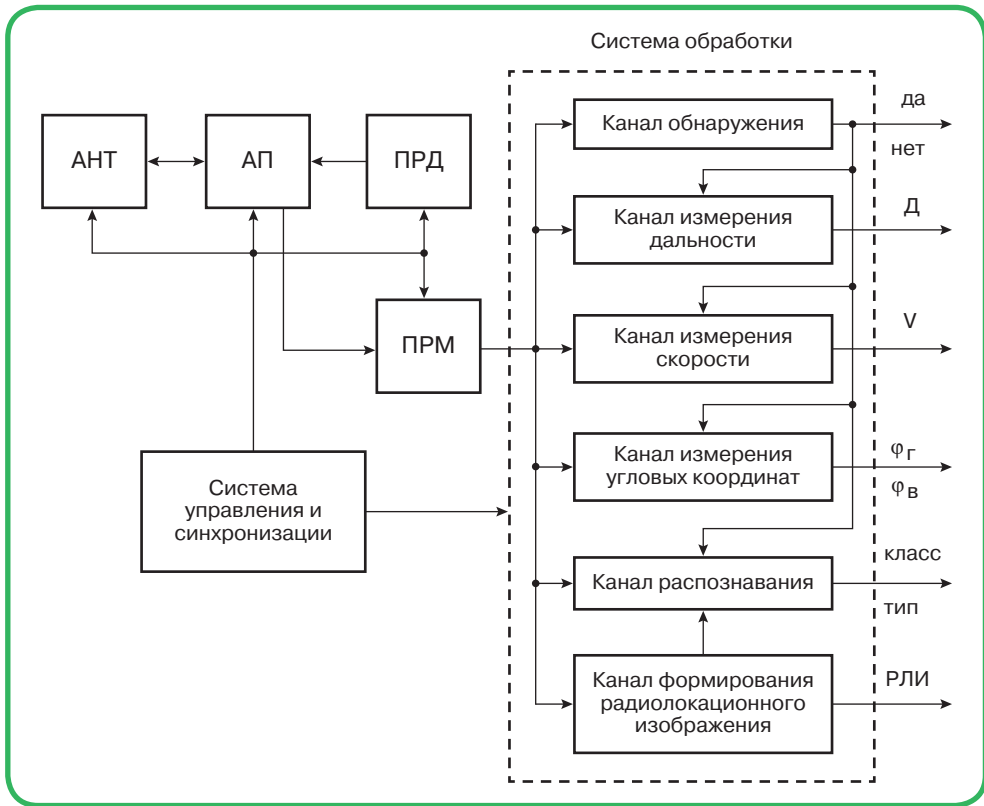 Система обработки
Канал обнаружения
да
нет
АНТ
АП
ПРД
Канал измерения
дальности
Д
ПРМ
Канал измерения
скорости
V
Канал измерения
угловых координат
φг
φв
Система
управления и
синхронизации
Канал распознавания
класс
тип
Канал формирования
радиолокационного
изображения
РЛИ